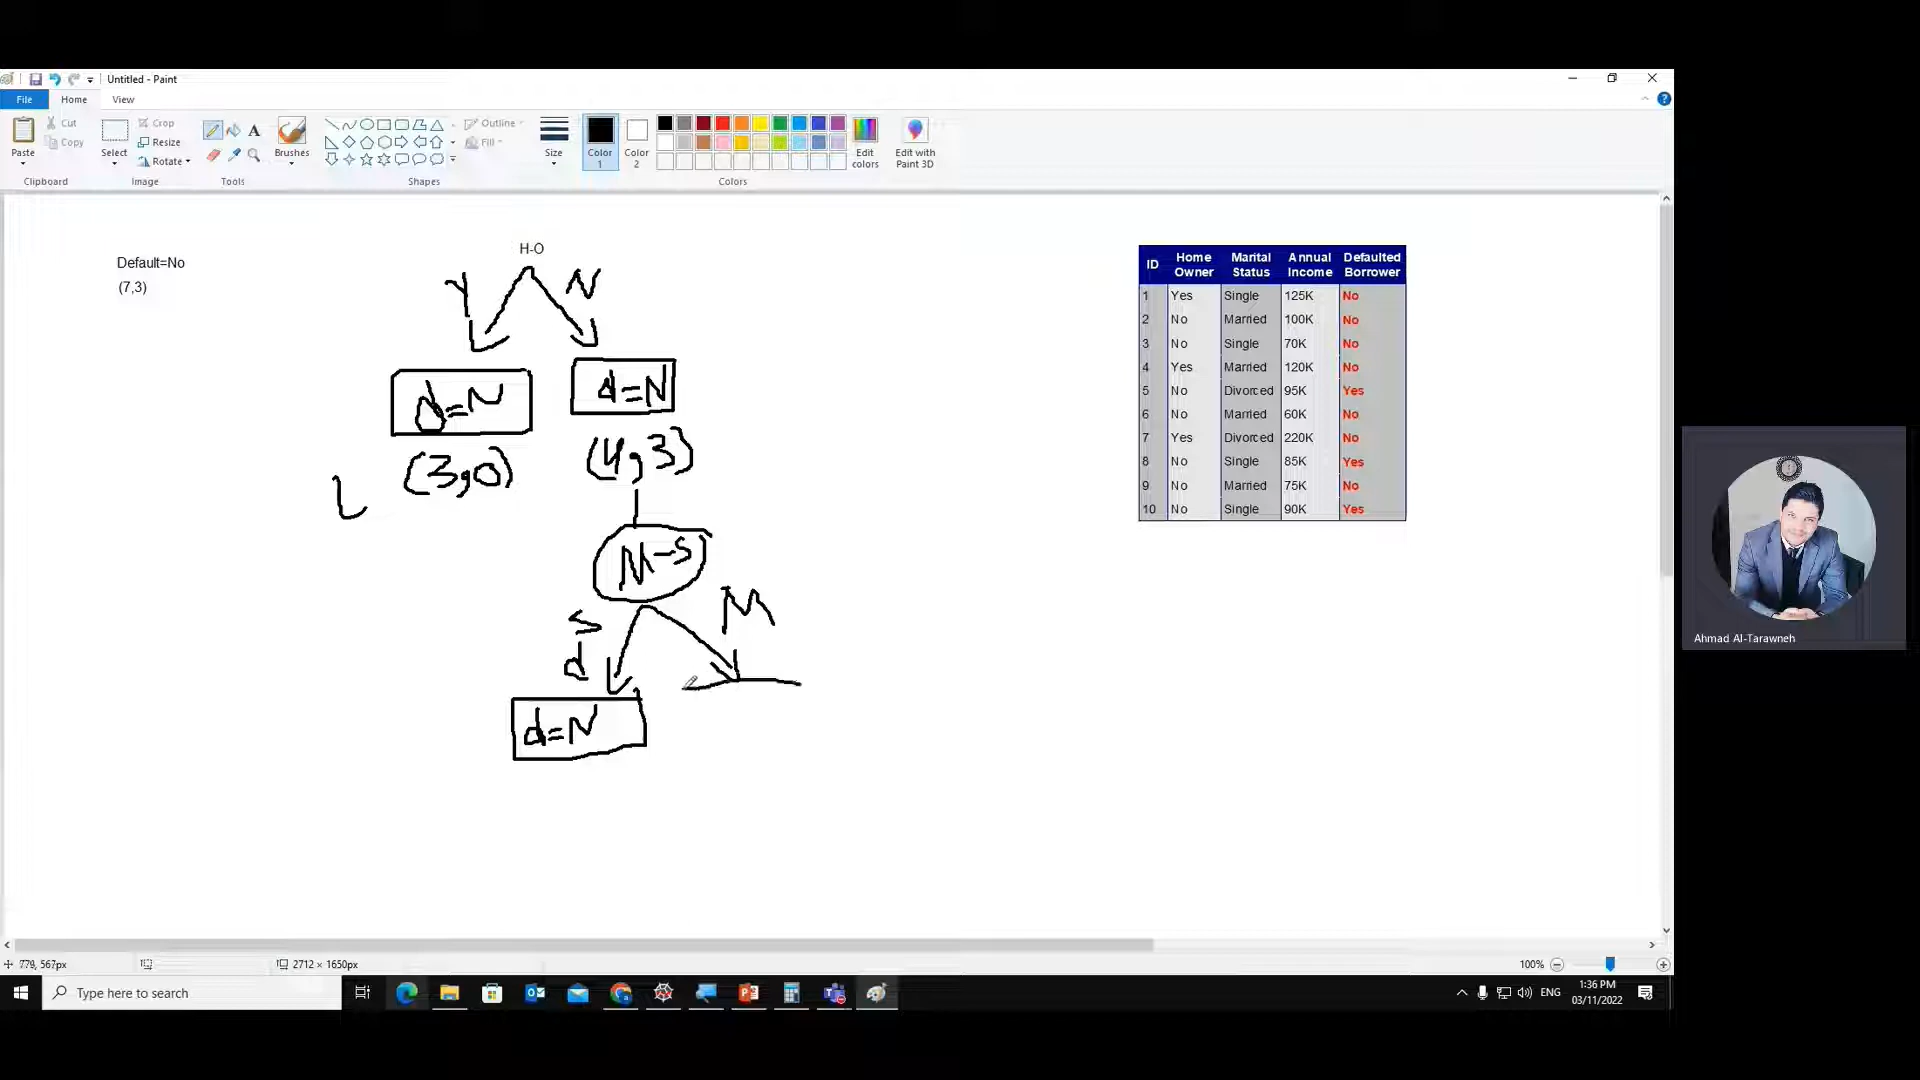 Untitled - Paint
File Home View
Paste
Cut
Copy
Clipboard
Select
Crop
Resize
Rotate
Image
Tools
Brushes
Shapes
Outline
Fill
Size
Color 1
Color 2
Colors
Edit colors
Edit with Paint 3D
Default=No
(7,3)
H-O
Y N
d=N d=N
(3,0) (4,3)
L
M-S
S M
d
d=N
ID Home Owner Marital Status Annual Income Defaulted Borrower
1 Yes Single 125K No
2 No Married 100K No
3 No Single 70K No
4 Yes Married 120K No
5 No Divorced 95K Yes
6 No Married 60K No
7 Yes Divorced 220K No
8 No Single 85K Yes
9 No Married 75K No
10 No Single 90K Yes
Ahmad Al-Tarawneh
779, 567px
2712 × 1650px
100%
Type here to search
ENG
1:36 PM
03/11/2022